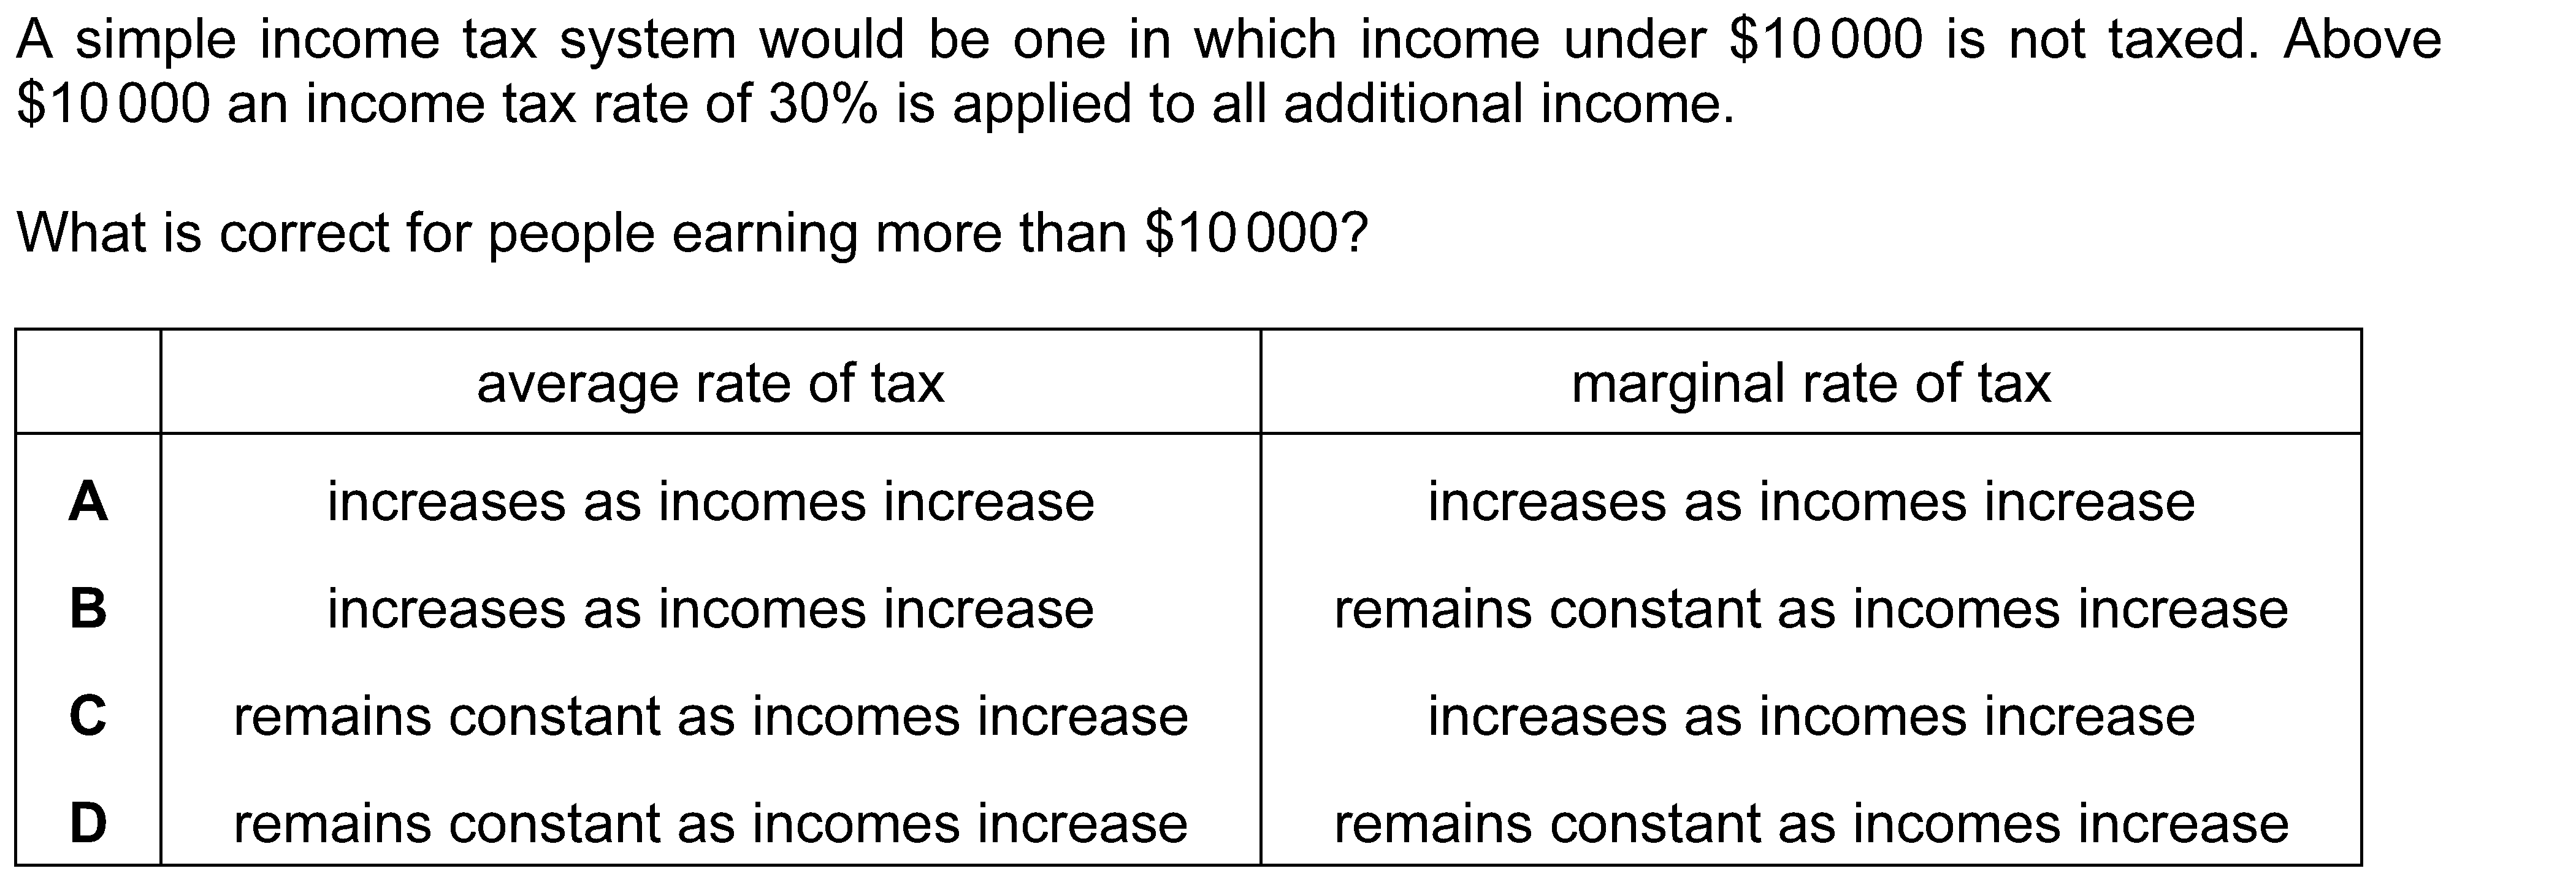 A simple income tax system would be one in which income under $10 000 is not taxed. Above
$10 000 an income tax rate of 30% is applied to all additional income.
What is correct for people earning more than $10 000?
average rate of tax marginal rate of tax
A increases as incomes increase increases as incomes increase
B increases as incomes increase remains constant as incomes increase
C remains constant as incomes increase increases as incomes increase
D remains constant as incomes increase remains constant as incomes increase